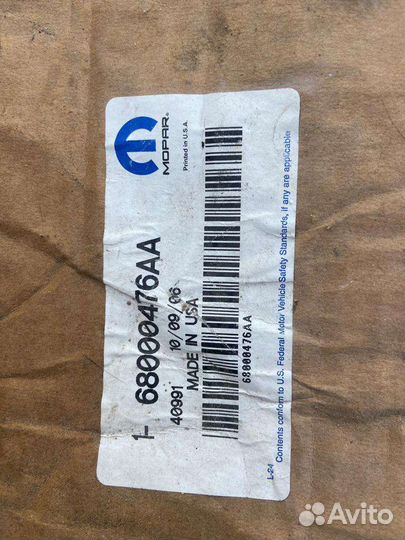 MOPAR®
Printed in U.S.A.
1- 68000476AA
40991 10/09/06
MADE IN USA
68000476AA
L-24 Contents conform to U.S. Federal Motor Vehicle Safety Standards, if any are applicable
Avito